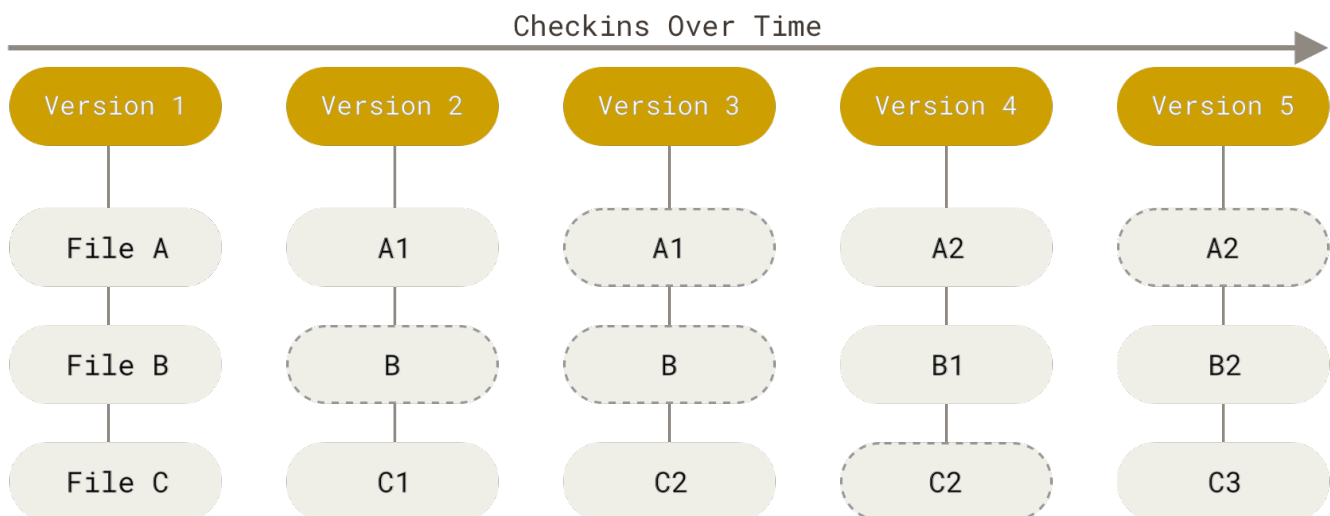 Checkins Over Time
Version 1 Version 2 Version 3 Version 4 Version 5
File A A1 A1 A2 A2
File B B B B1 B2
File C C1 C2 C2 C3